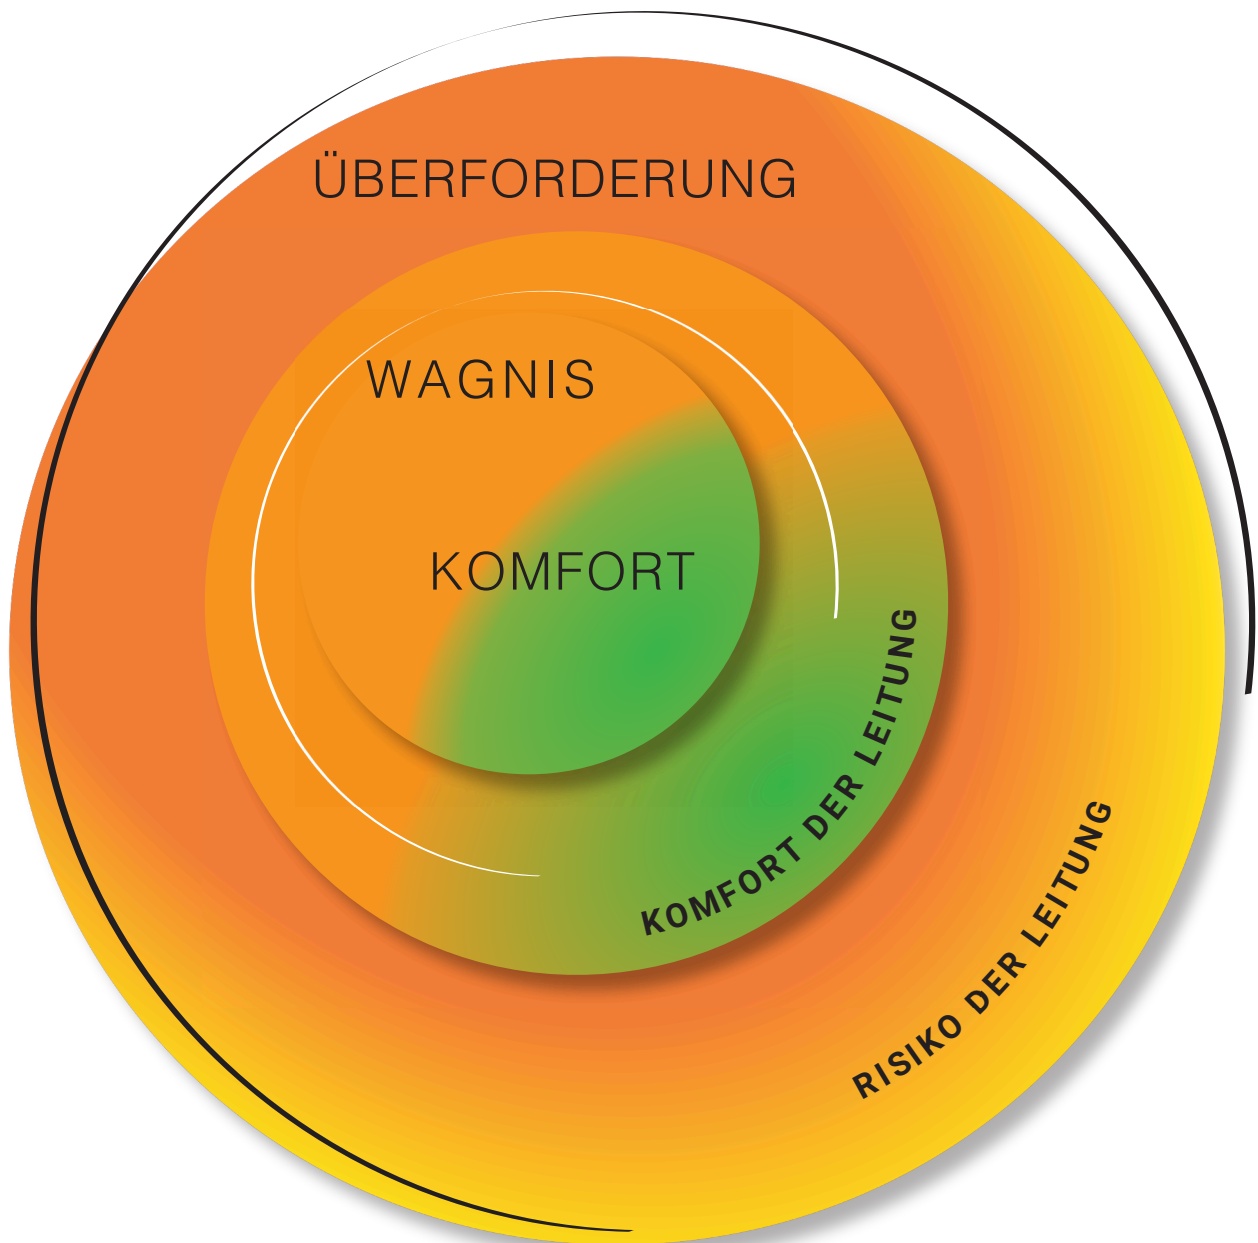 ÜBERFORDERUNG
WAGNIS
KOMFORT
KOMFORT DER LEITUNG
RISIKO DER LEITUNG